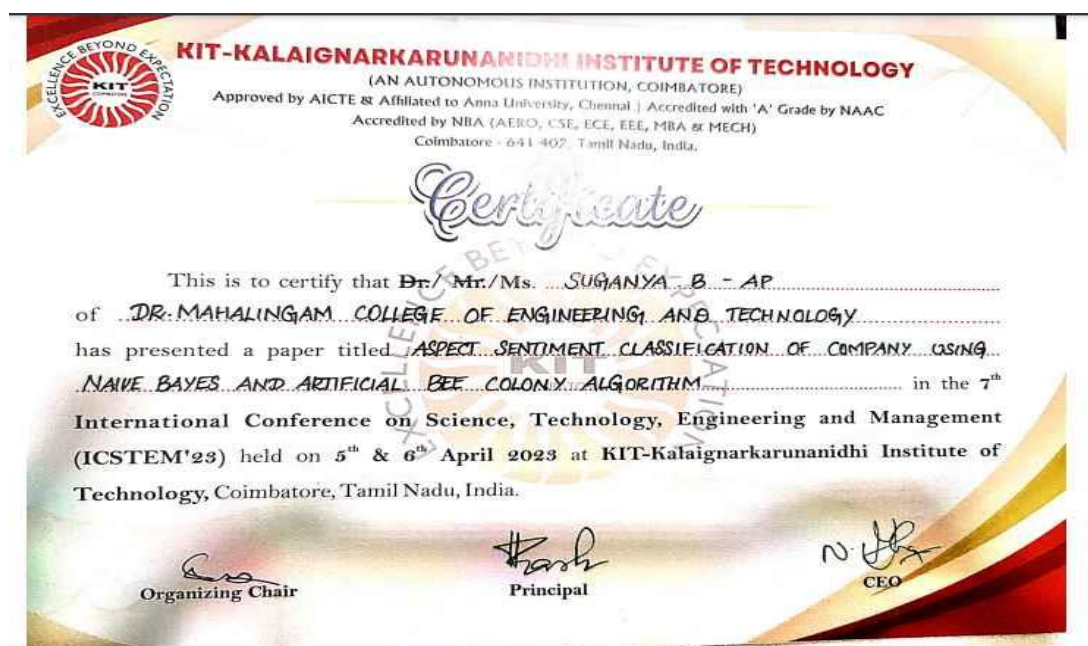 EXCELLENCE BEYOND EXPECTATION
KIT
COIMBATORE
KIT-KALAIGNARKARUNANIDHI INSTITUTE OF TECHNOLOGY
(AN AUTONOMOUS INSTITUTION, COIMBATORE)
Approved by AICTE & Affiliated to Anna University, Chennai | Accredited with 'A' Grade by NAAC
Accredited by NBA (AERO, CSE, ECE, EEE, MBA & MECH)
Coimbatore - 641 402, Tamil Nadu, India.
Certificate
EXCELLENCE BEYOND EXPECTATION
KIT
This is to certify that Dr./ Mr./Ms. SUGANYA B - AP
of DR. MAHALINGAM COLLEGE OF ENGINEERING AND TECHNOLOGY
has presented a paper titled ASPECT SENTIMENT CLASSIFICATION OF COMPANY USING
NAIVE BAYES AND ARTIFICIAL BEE COLONY ALGORITHM in the 7th
International Conference on Science, Technology, Engineering and Management
(ICSTEM'23) held on 5th & 6th April 2023 at KIT-Kalaignarkarunanidhi Institute of
Technology, Coimbatore, Tamil Nadu, India.
Organizing Chair
Principal
CEO